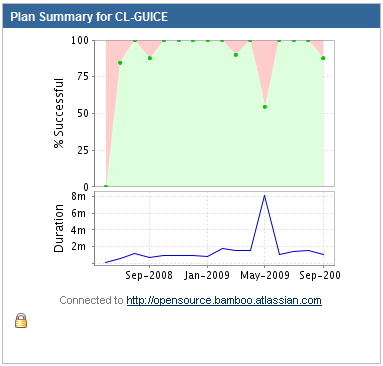 Plan Summary for CL-GUICE
100
75
50
25
0
% Successful
8m
6m
4m
2m
Duration
Sep-2008 Jan-2009 May-2009 Sep-200
Connected to http://opensource.bamboo.atlassian.com